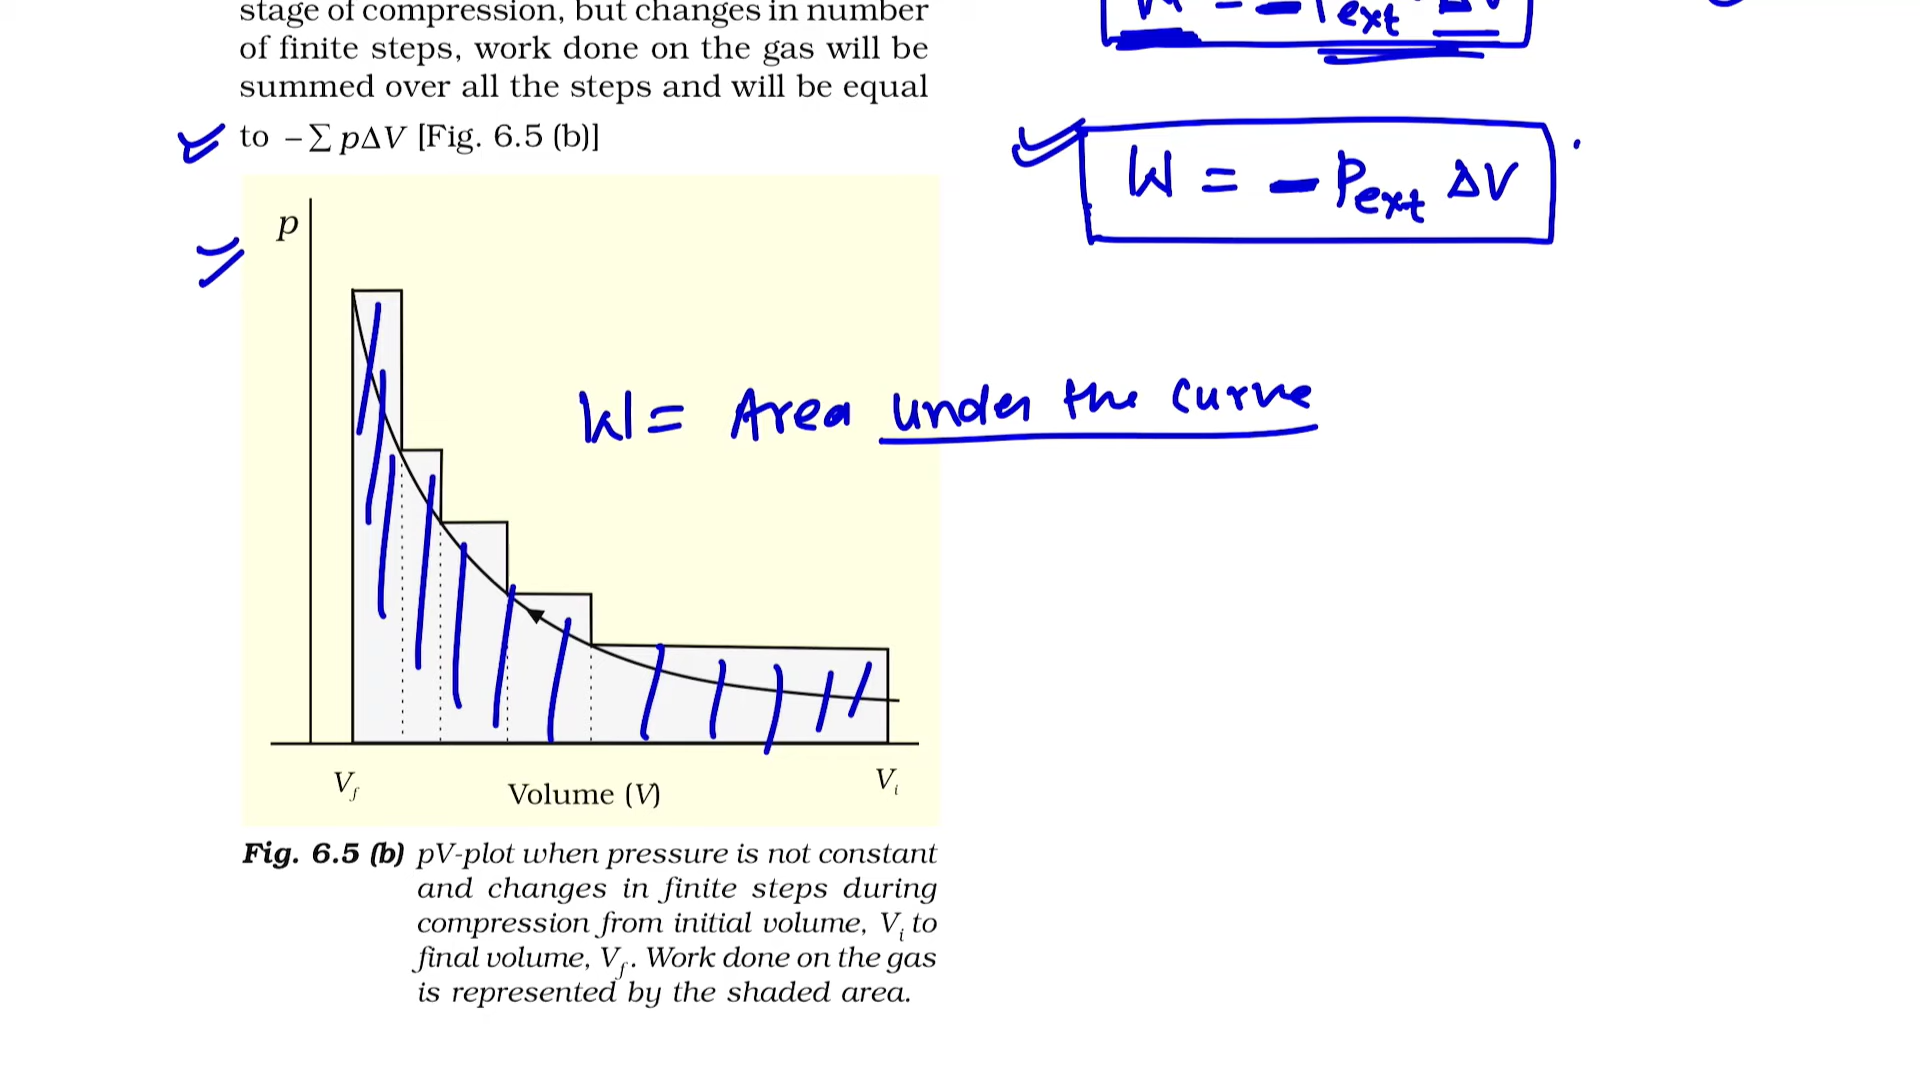 stage of compression, but changes in number
of finite steps, work done on the gas will be
summed over all the steps and will be equal
to – ∑ pΔV [Fig. 6.5 (b)]
= – Pext ΔV
W = – Pext ΔV
p
W = Area under the curve
Vf
Volume (V)
Vi
Fig. 6.5 (b) pV-plot when pressure is not constant
and changes in finite steps during
compression from initial volume, Vi to
final volume, Vf. Work done on the gas
is represented by the shaded area.